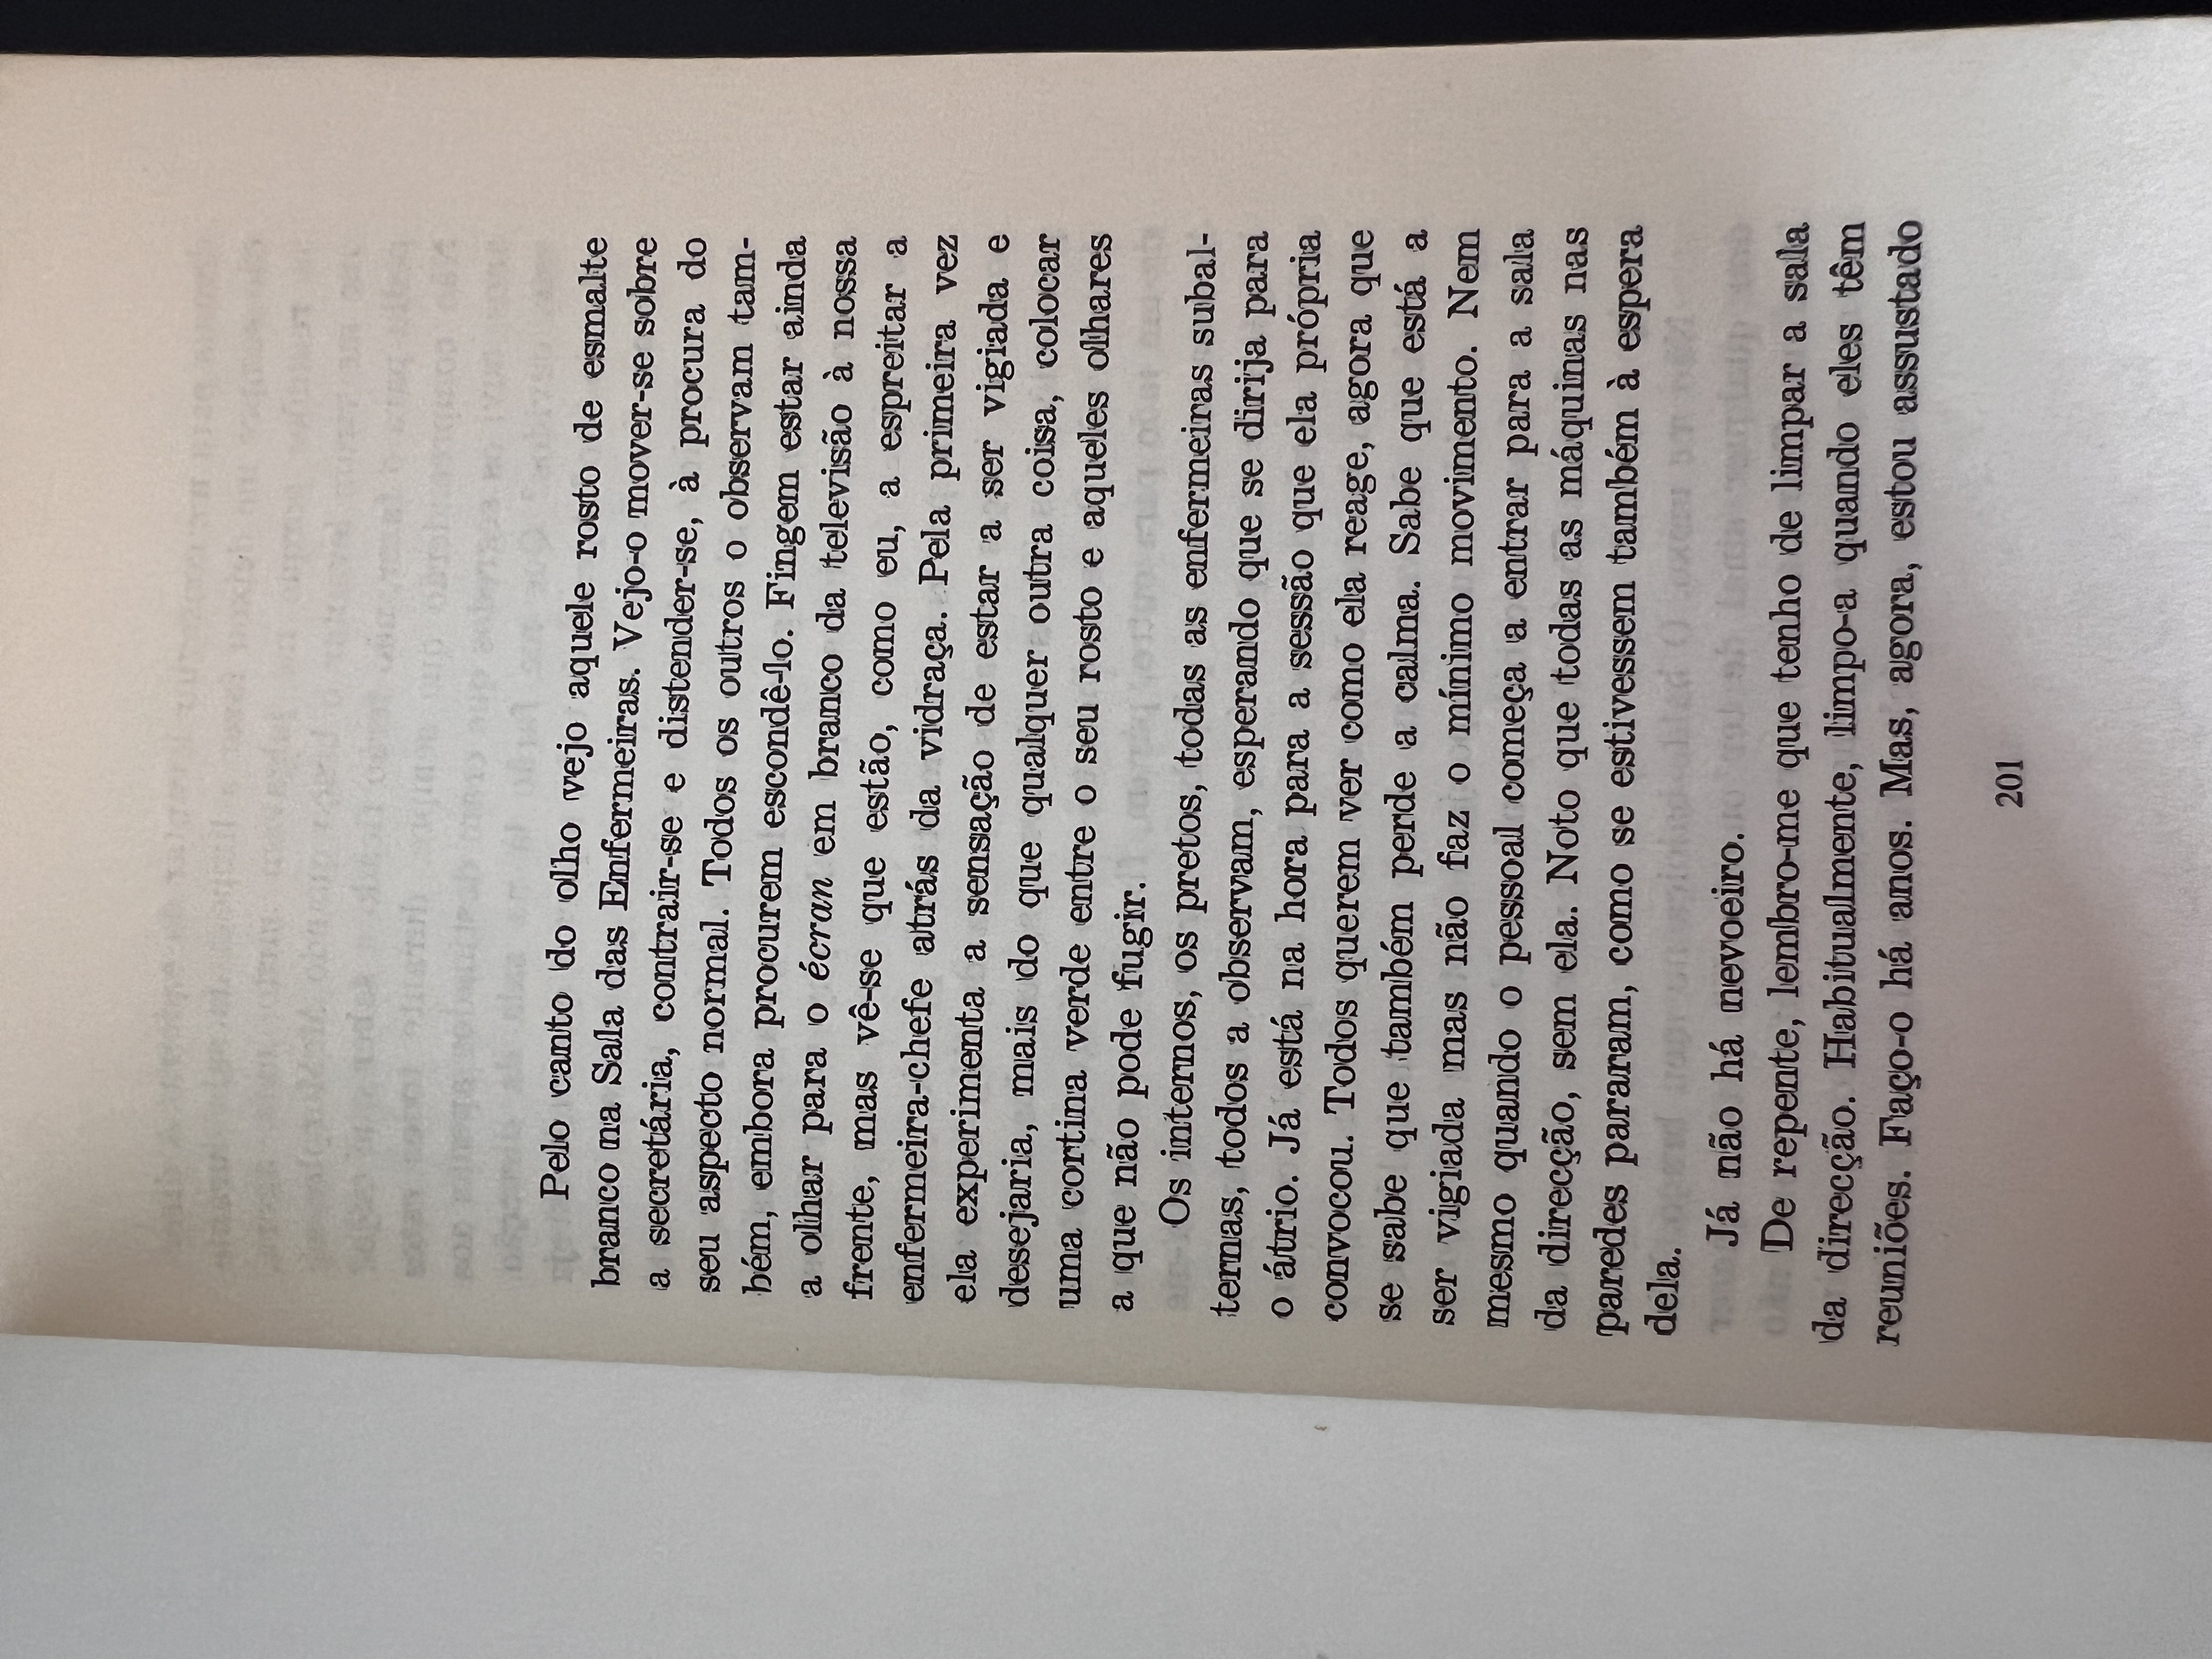 Pelo canto do olho vejo aquele rosto de esmalte
branco na Sala das Enfermeiras. Vejo-o mover-se sobre
a secretária, contrair-se e distender-se, à procura do
seu aspecto normal. Todos os outros o observam tam-
bém, embora procurem escondê-lo. Fingem estar ainda
a olhar para o écran em branco da televisão à nossa
frente, mas vê-se que estão, como eu, a espreitar a
enfermeira-chefe atrás da vidraça. Pela primeira vez
ela experimenta a sensação de estar a ser vigiada e
desejaria, mais do que qualquer outra coisa, colocar
uma cortina verde entre o seu rosto e aqueles olhares
a que não pode fugir.
Os internos, os pretos, todas as enfermeiras subal-
ternas, todos a observam, esperando que se dirija para
o átrio. Já está na hora para a sessão que ela própria
convocou. Todos querem ver como ela reage, agora que
se sabe que também perde a calma. Sabe que está a
ser vigiada mas não faz o mínimo movimento. Nem
mesmo quando o pessoal começa a entrar para a sala
da direcção, sem ela. Noto que todas as máquinas nas
paredes pararam, como se estivessem também à espera
dela.
Já não há nevoeiro.
De repente, lembro-me que tenho de limpar a sala
da direcção. Habitualmente, limpo-a quando eles têm
reuniões. Faço-o há anos. Mas, agora, estou assustado
201